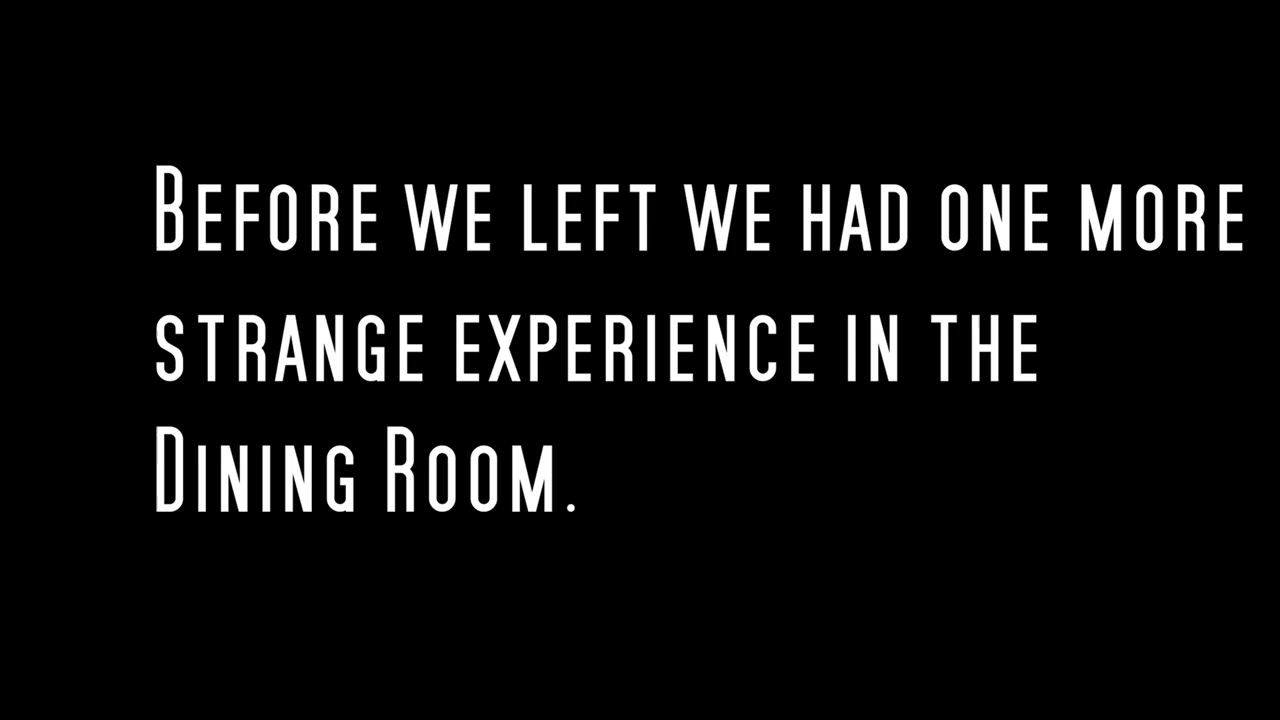 Before we left we had one more
strange experience in the
Dining Room.